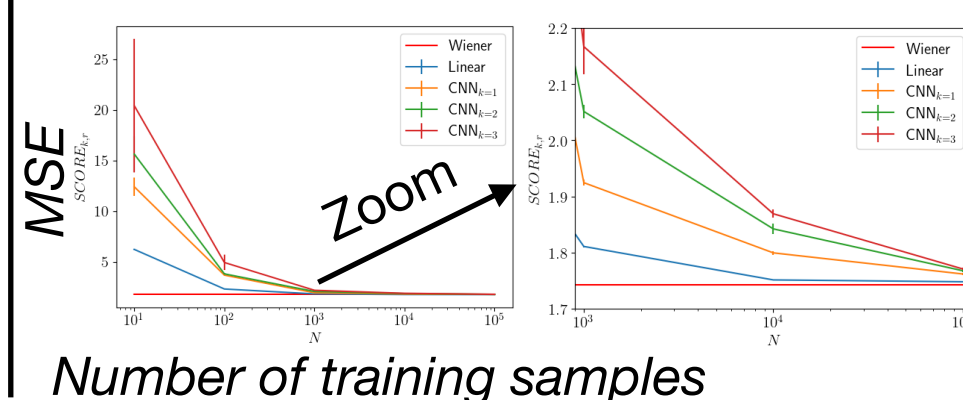 MSE
SCORE_{k,r}
25
20
15
10
5
10^1
10^2
10^3
10^4
10^5
N
Wiener
Linear
CNN_{k=1}
CNN_{k=2}
CNN_{k=3}
Zoom
SCORE_{k,r}
2.2
2.1
2.0
1.9
1.8
1.7
10^3
10^4
N
Wiener
Linear
CNN_{k=1}
CNN_{k=2}
CNN_{k=3}
Number of training samples